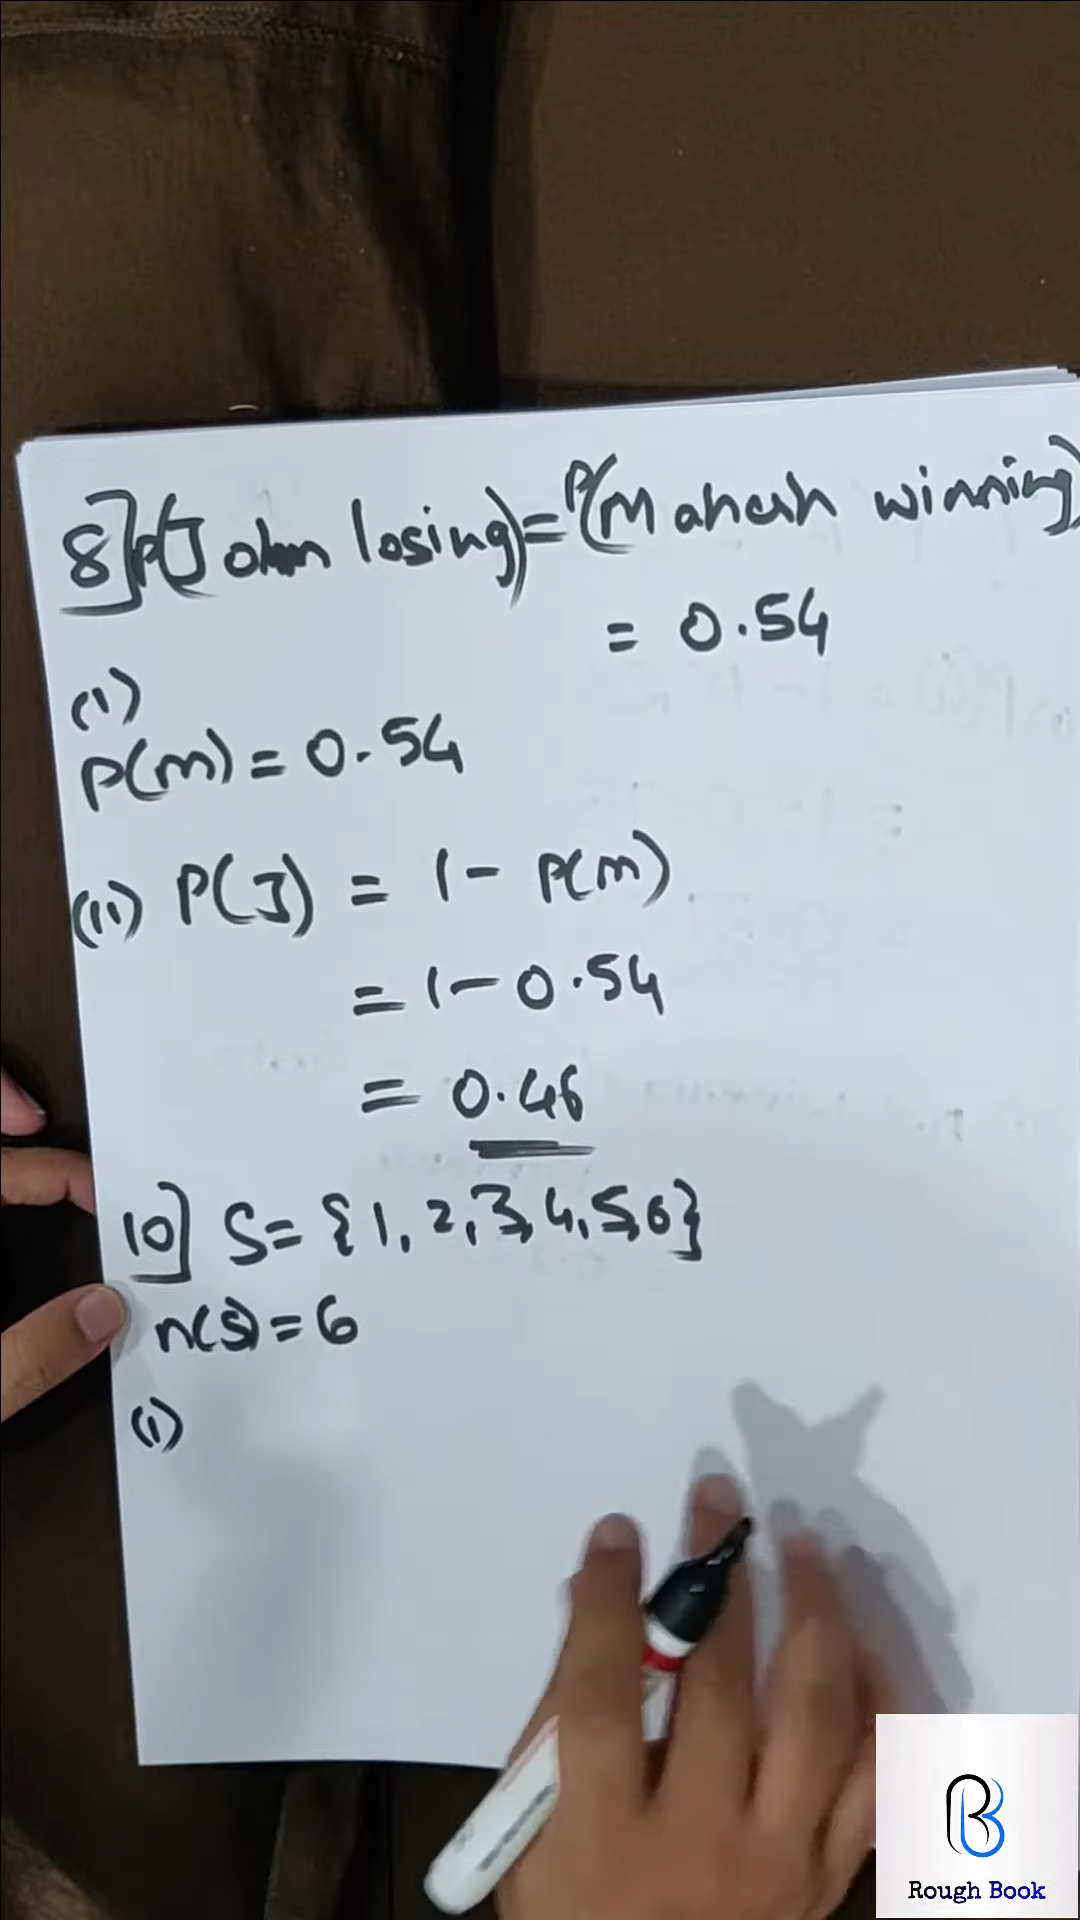 8] P(John losing) = P(Mahesh winning)
= 0.54
(i)
P(m) = 0.54
(ii) P(J) = 1 - P(m)
= 1 - 0.54
= 0.46
10] S = {1, 2, 3, 4, 5, 6}
n(S) = 6
(i)
B
Rough Book